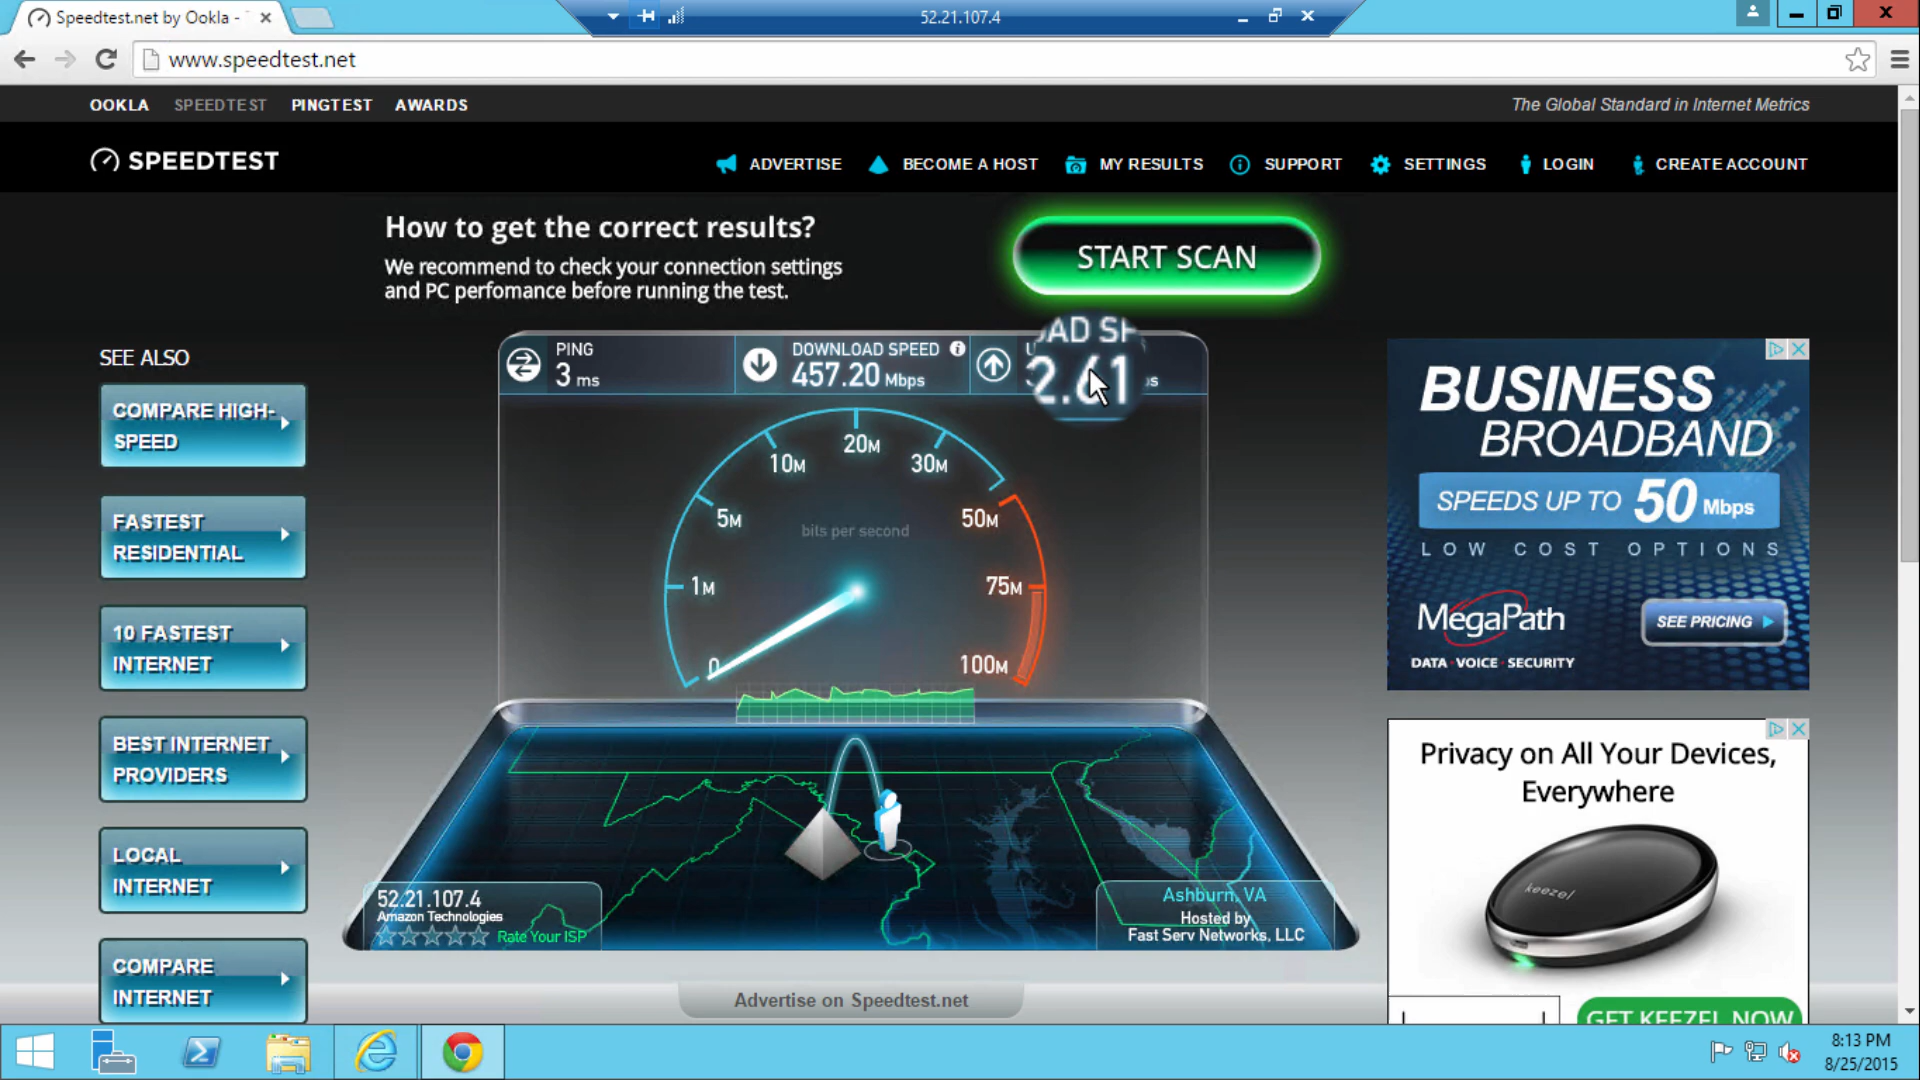 Speedtest.net by Ookla -
52.21.107.4
www.speedtest.net
OOKLA SPEEDTEST PINGTEST AWARDS
The Global Standard in Internet Metrics
SPEEDTEST
ADVERTISE BECOME A HOST MY RESULTS SUPPORT SETTINGS LOGIN CREATE ACCOUNT
How to get the correct results?
We recommend to check your connection settings
and PC perfomance before running the test.
START SCAN
SEE ALSO
COMPARE HIGH-
SPEED
FASTEST
RESIDENTIAL
10 FASTEST
INTERNET
BEST INTERNET
PROVIDERS
LOCAL
INTERNET
COMPARE
INTERNET
PING
3 ms
DOWNLOAD SPEED
457.20 Mbps
2.61
20M
10M
30M
5M
50M
bits per second
1M
75M
0
100M
52.21.107.4
Amazon Technologies
Rate Your ISP
Ashburn, VA
Hosted by
Fast Serv Networks, LLC
Advertise on Speedtest.net
BUSINESS
BROADBAND
SPEEDS UP TO 50 Mbps
LOW COST OPTIONS
MegaPath
DATA · VOICE · SECURITY
SEE PRICING
Privacy on All Your Devices,
Everywhere
keezel
GET KEEZEL NOW
8:13 PM
8/25/2015